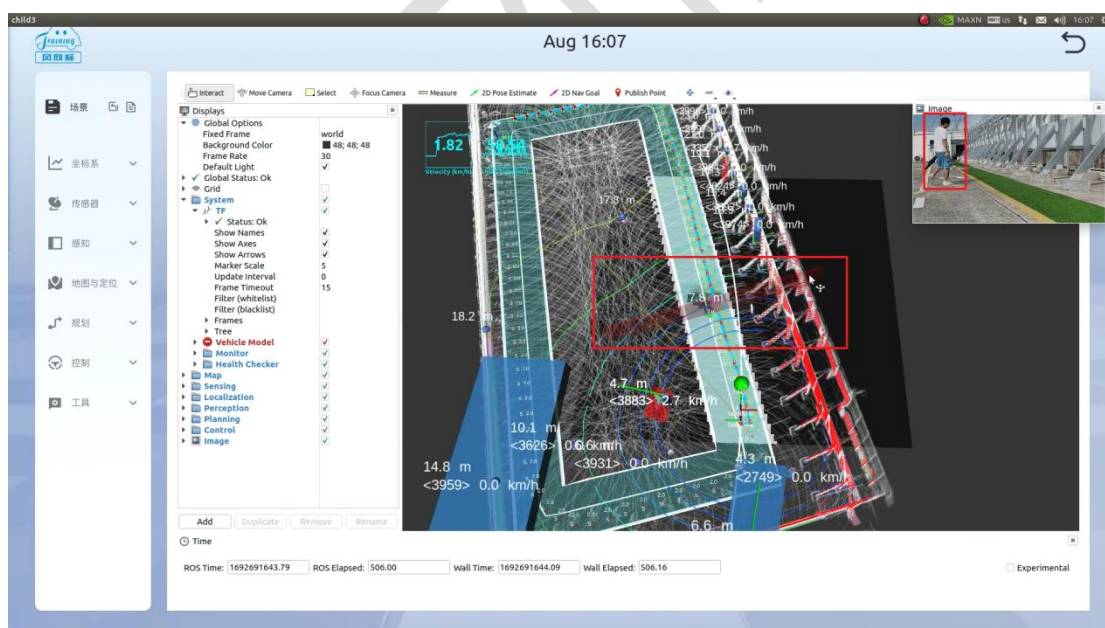 child3
MAXN
us
16:07
Training
Aug 16:07
场景
坐标系
传感器
感知
地图与定位
规划
控制
工具
Interact Move Camera Select Focus Camera Measure 2D Pose Estimate 2D Nav Goal Publish Point
Displays
Global Options
Fixed Frame world
Background Color 48; 48; 48
Frame Rate 30
Default Light
Global Status: Ok
Grid
System
TF
Status: Ok
Show Names
Show Axes
Show Arrows
Marker Scale 5
Update Interval 0
Frame Timeout 15
Filter (whitelist)
Filter (blacklist)
Frames
Tree
Vehicle Model
Monitor
Health Checker
Map
Sensing
Localization
Perception
Planning
Control
Image
Add Duplicate Remove Rename
Image
1.82
Velocity (km/h)
17.8 m
18.2
7.8 m
4.7 m
<3883> 2.7 km/h
10.1 m
<3626> 0.0
6.6km/h
<3931> 0.0 km/h
14.8 m
<3959> 0.0 km/h
4.3 m
<2749> 0.0 km/h
6.6 m
Time
ROS Time: 1692691643.79 ROS Elapsed: 506.00 Wall Time: 1692691644.09 Wall Elapsed: 506.16 Experimental